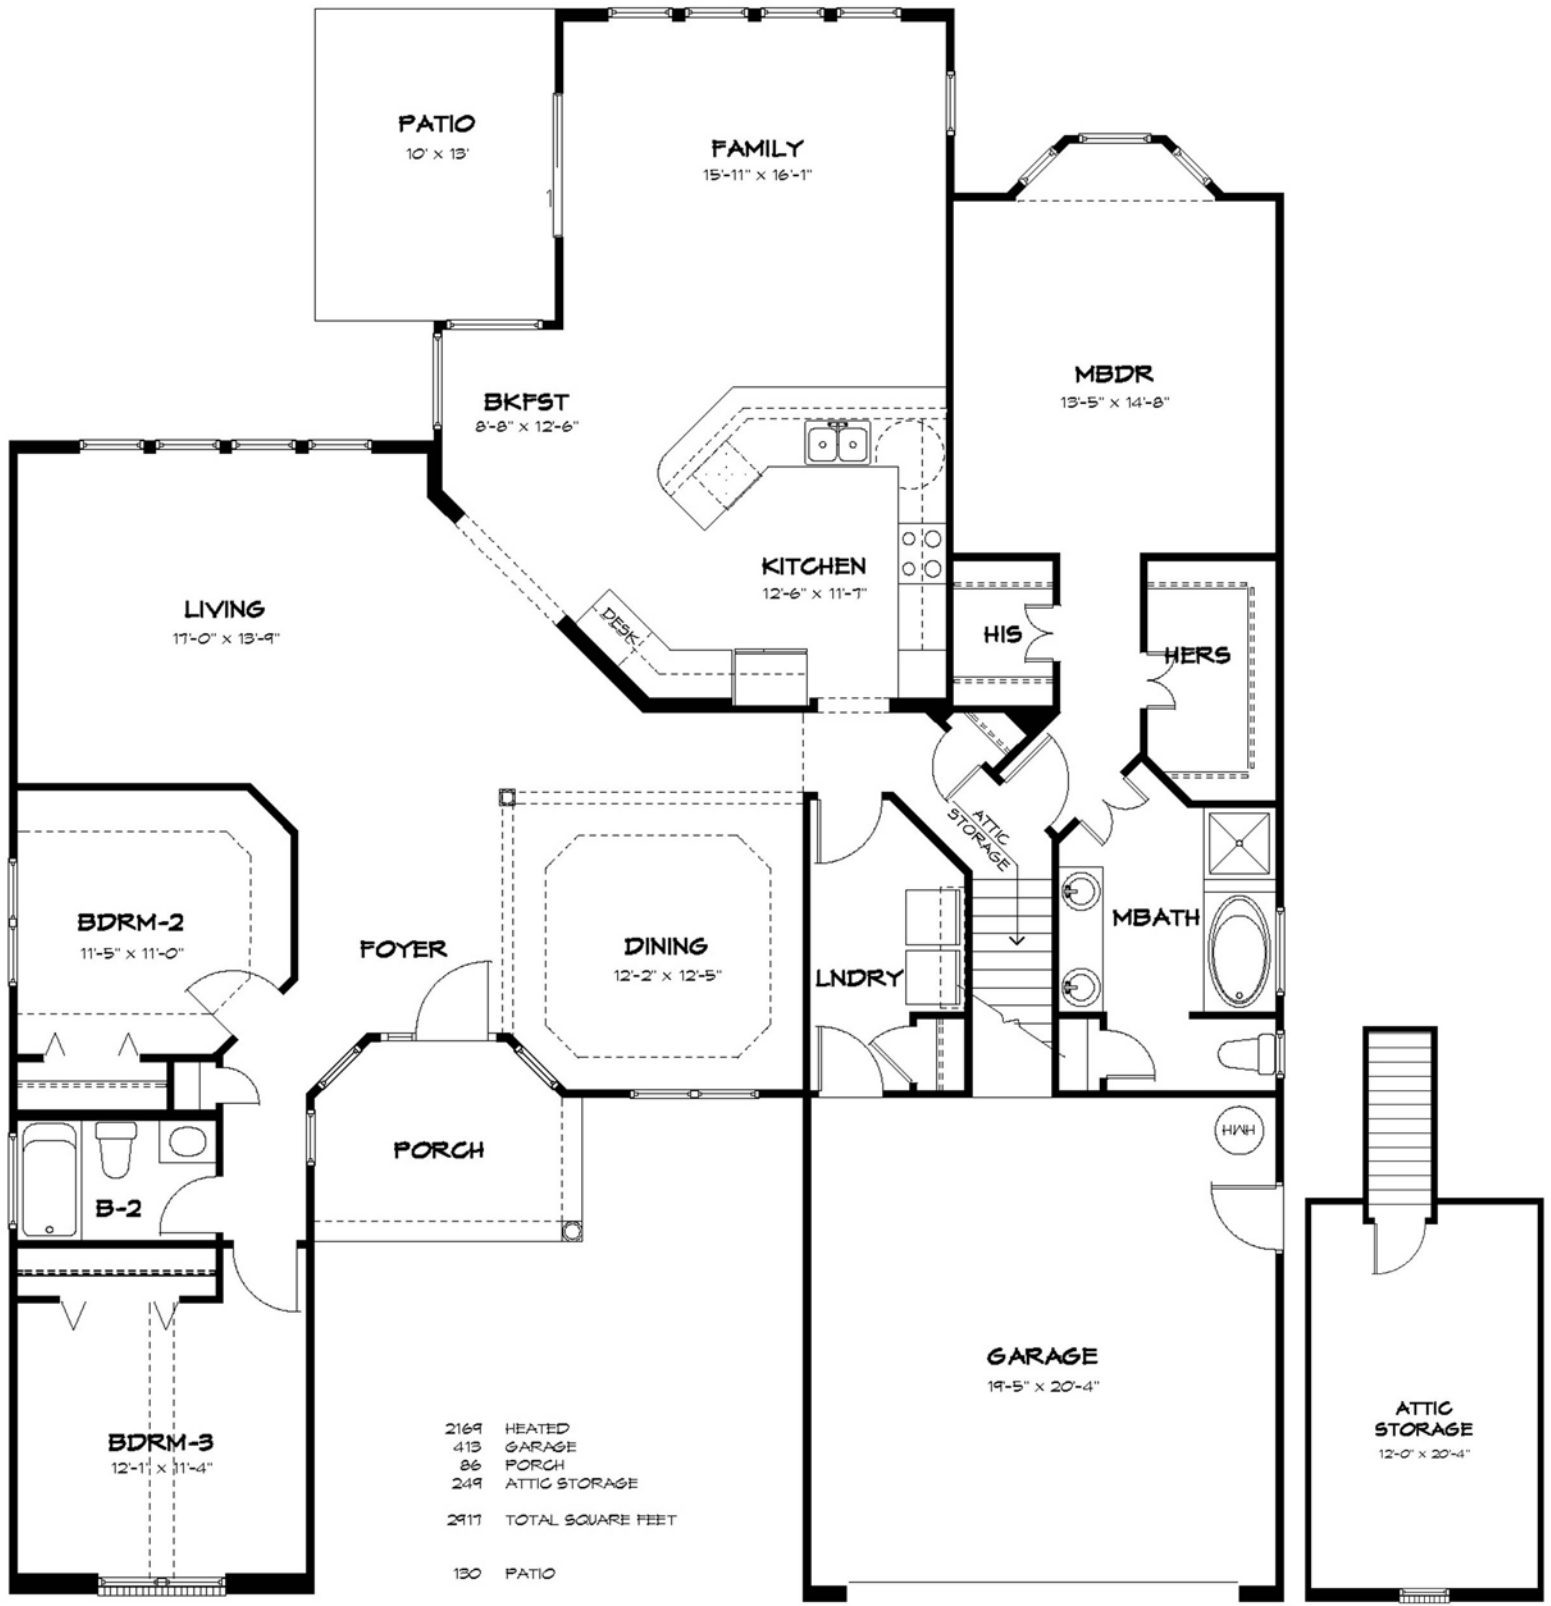 PATIO
10' x 13'
FAMILY
15'-11" x 16'-1"
MBDR
13'-5" x 14'-8"
BKFST
8'-8" x 12'-6"
KITCHEN
12'-6" x 11'-7"
DESK
LIVING
17'-0" x 13'-9"
HIS
HERS
ATTIC
STORAGE
BDRM-2
11'-5" x 11'-0"
FOYER
DINING
12'-2" x 12'-5"
LNDRY
MBATH
PORCH
B-2
HWH
GARAGE
19'-5" x 20'-4"
BDRM-3
12'-1" x 11'-4"
ATTIC
STORAGE
12'-0" x 20'-4"
2169 HEATED
413 GARAGE
86 PORCH
249 ATTIC STORAGE
2917 TOTAL SQUARE FEET
130 PATIO